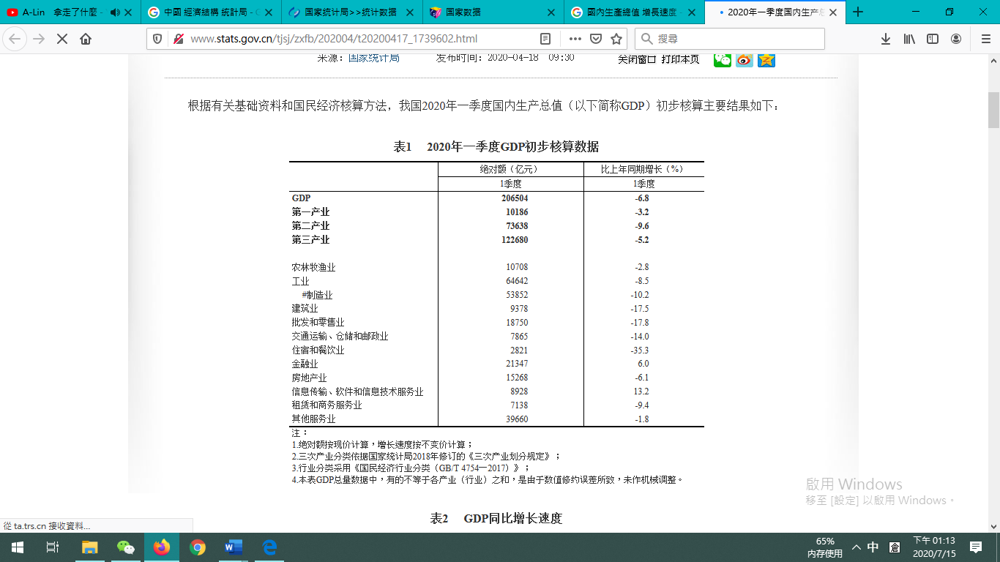 A-Lin 拿走了什麼 -
中國 經濟結構 統計局 - G
国家统计局>>统计数据
国家数据
國內生產總值 增長速度 -
2020年一季度国内生产总
www.stats.gov.cn/tjsj/zxfb/202004/t20200417_1739602.html
搜尋
来源：国家统计局 发布时间：2020-04-18 09:30 关闭窗口 打印本页
根据有关基础资料和国民经济核算方法，我国2020年一季度国内生产总值（以下简称GDP）初步核算主要结果如下：
表1 2020年一季度GDP初步核算数据
绝对额（亿元） 比上年同期增长（%）
1季度 1季度
GDP 206504 -6.8
第一产业 10186 -3.2
第二产业 73638 -9.6
第三产业 122680 -5.2
农林牧渔业 10708 -2.8
工业 64642 -8.5
#制造业 53852 -10.2
建筑业 9378 -17.5
批发和零售业 18750 -17.8
交通运输、仓储和邮政业 7865 -14.0
住宿和餐饮业 2821 -35.3
金融业 21347 6.0
房地产业 15268 -6.1
信息传输、软件和信息技术服务业 8928 13.2
租赁和商务服务业 7138 -9.4
其他服务业 39660 -1.8
注：
1.绝对额按现价计算，增长速度按不变价计算；
2.三次产业分类依据国家统计局2018年修订的《三次产业划分规定》；
3.行业分类采用《国民经济行业分类（GB/T 4754—2017）》；
4.本表GDP总量数据中，有的不等于各产业（行业）之和，是由于数值修约误差所致，未作机械调整。
表2 GDP同比增长速度
啟用 Windows
移至 [設定] 以啟用 Windows。
從 ta.trs.cn 接收資料...
65%
内存使用
中
倉
下午 01:13
2020/7/15